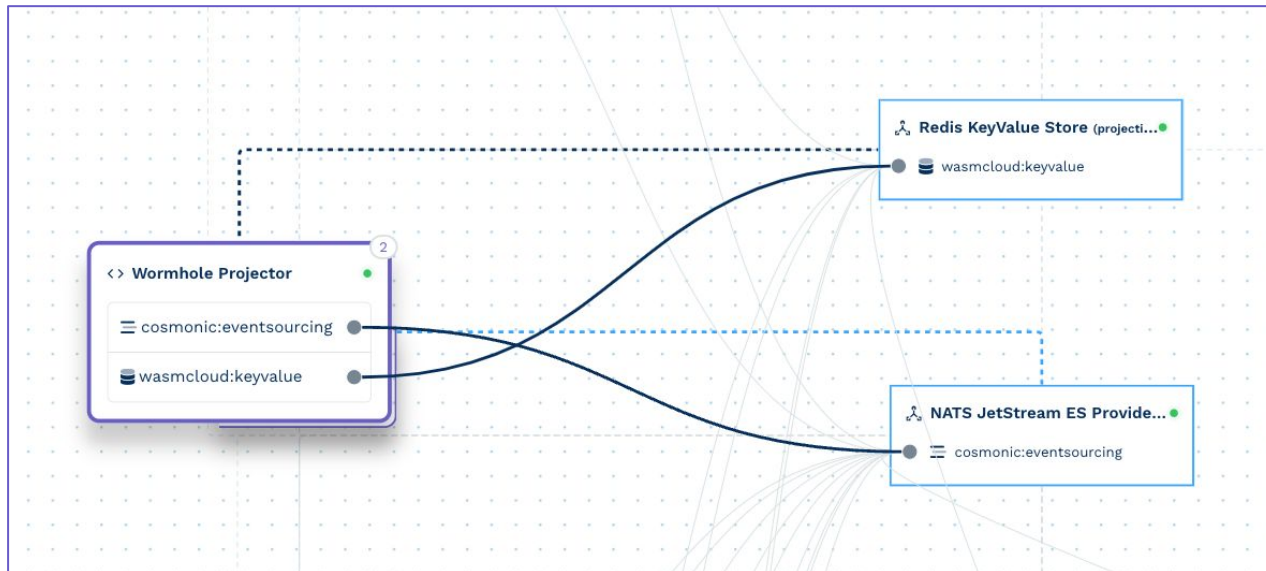 Redis KeyValue Store (projecti...
wasmcloud:keyvalue
2
Wormhole Projector
cosmonic:eventsourcing
wasmcloud:keyvalue
NATS JetStream ES Provide...
cosmonic:eventsourcing